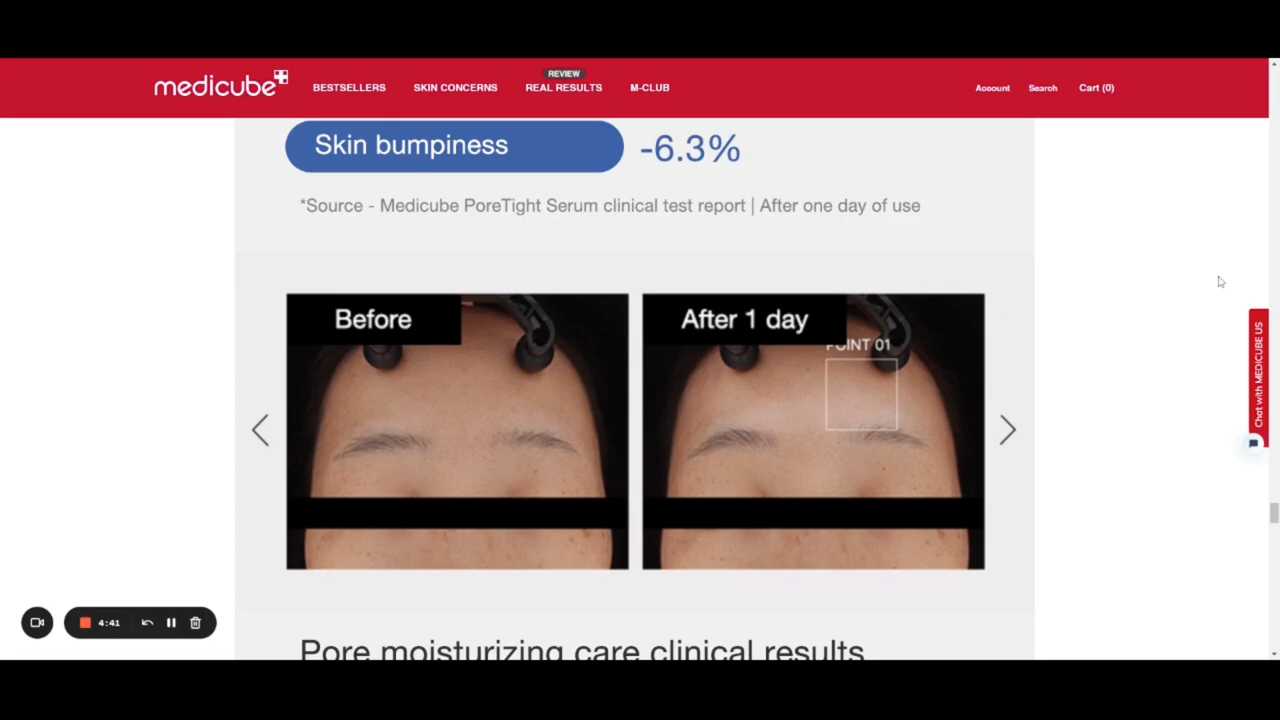 medicube
BESTSELLERS
SKIN CONCERNS
REVIEW
REAL RESULTS
M-CLUB
Account
Search
Cart (0)
Skin bumpiness
-6.3%
*Source - Medicube PoreTight Serum clinical test report | After one day of use
Before
After 1 day
POINT 01
Chat with MEDICUBE US
4:41
Pore moisturizing care clinical results